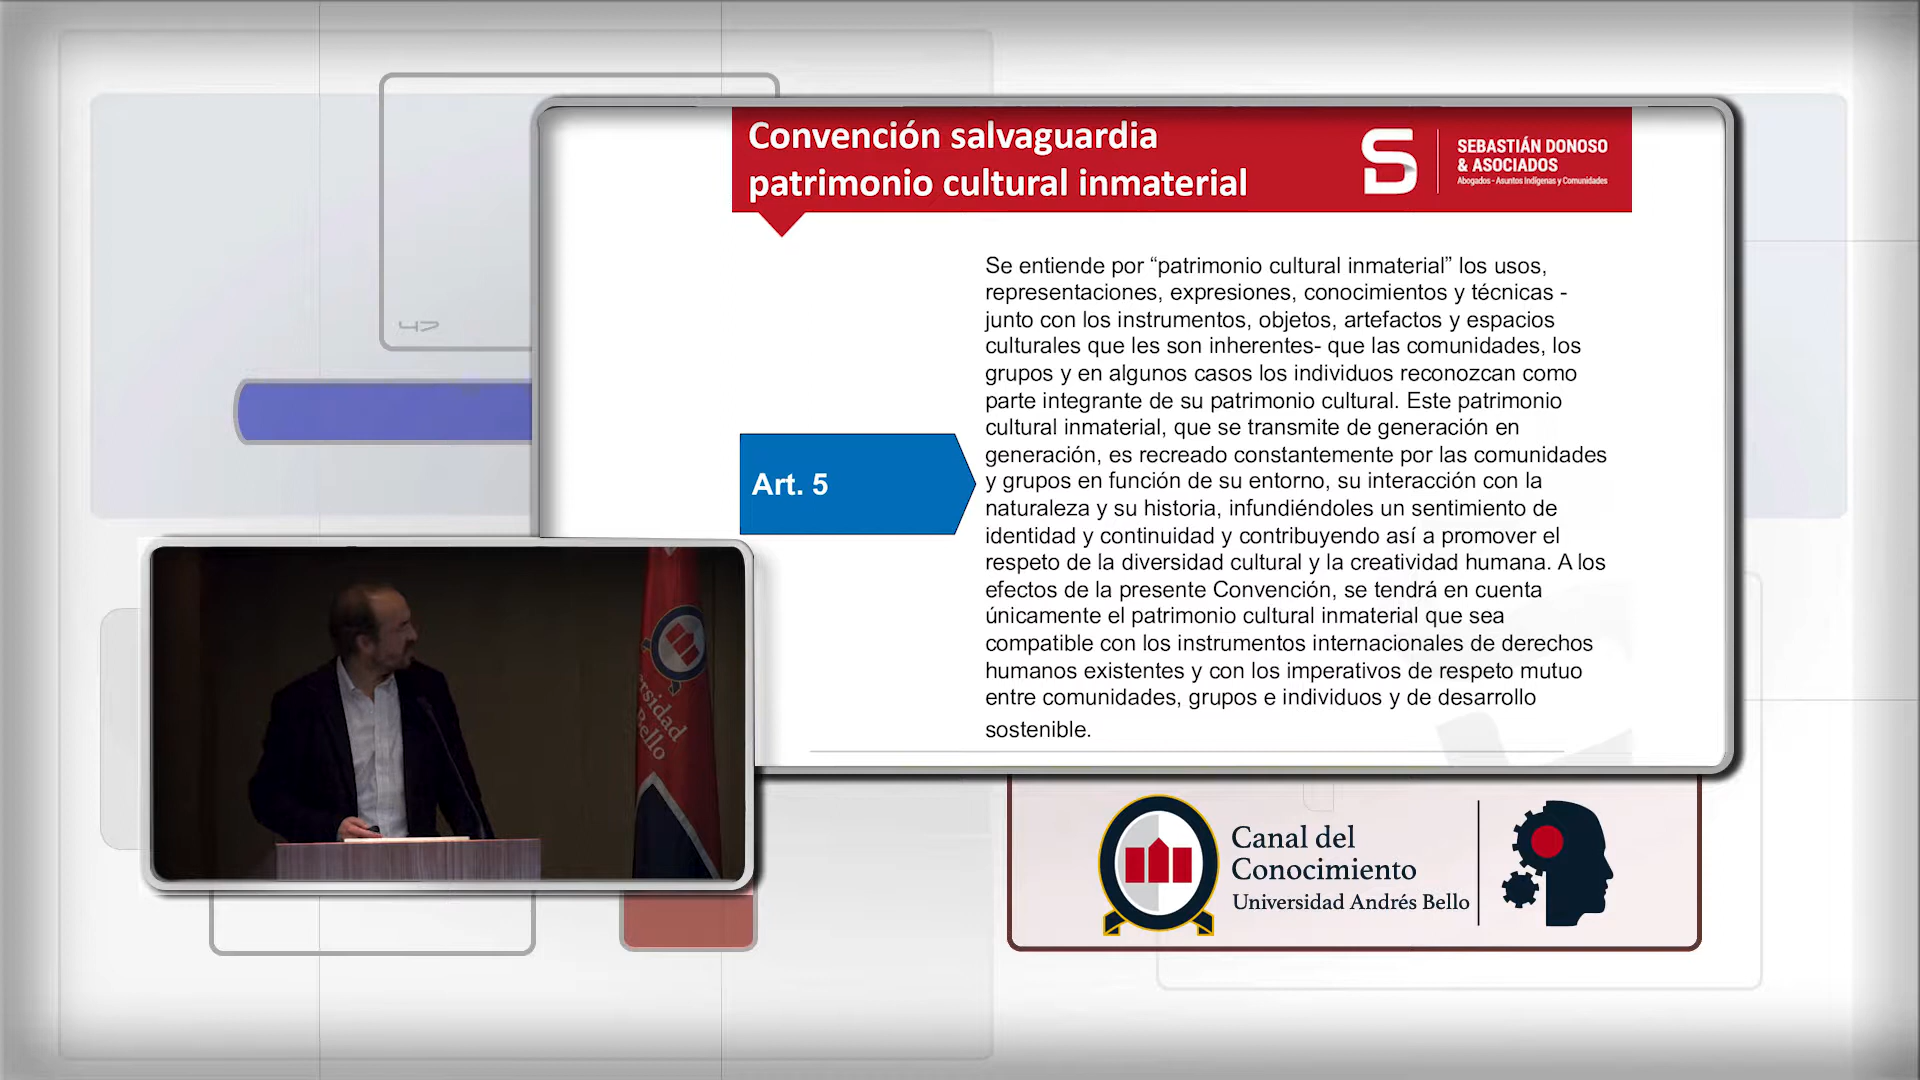 Convención salvaguardia
patrimonio cultural inmaterial
SEBASTIÁN DONOSO
& ASOCIADOS
Abogados - Asuntos Indígenas y Comunidades
Se entiende por “patrimonio cultural inmaterial” los usos,
representaciones, expresiones, conocimientos y técnicas -
junto con los instrumentos, objetos, artefactos y espacios
culturales que les son inherentes- que las comunidades, los
grupos y en algunos casos los individuos reconozcan como
parte integrante de su patrimonio cultural. Este patrimonio
cultural inmaterial, que se transmite de generación en
generación, es recreado constantemente por las comunidades
y grupos en función de su entorno, su interacción con la
naturaleza y su historia, infundiéndoles un sentimiento de
identidad y continuidad y contribuyendo así a promover el
respeto de la diversidad cultural y la creatividad humana. A los
efectos de la presente Convención, se tendrá en cuenta
únicamente el patrimonio cultural inmaterial que sea
compatible con los instrumentos internacionales de derechos
humanos existentes y con los imperativos de respeto mutuo
entre comunidades, grupos e individuos y de desarrollo
sostenible.
Art. 5
47
rsidad
Bello
Canal del
Conocimiento
Universidad Andrés Bello